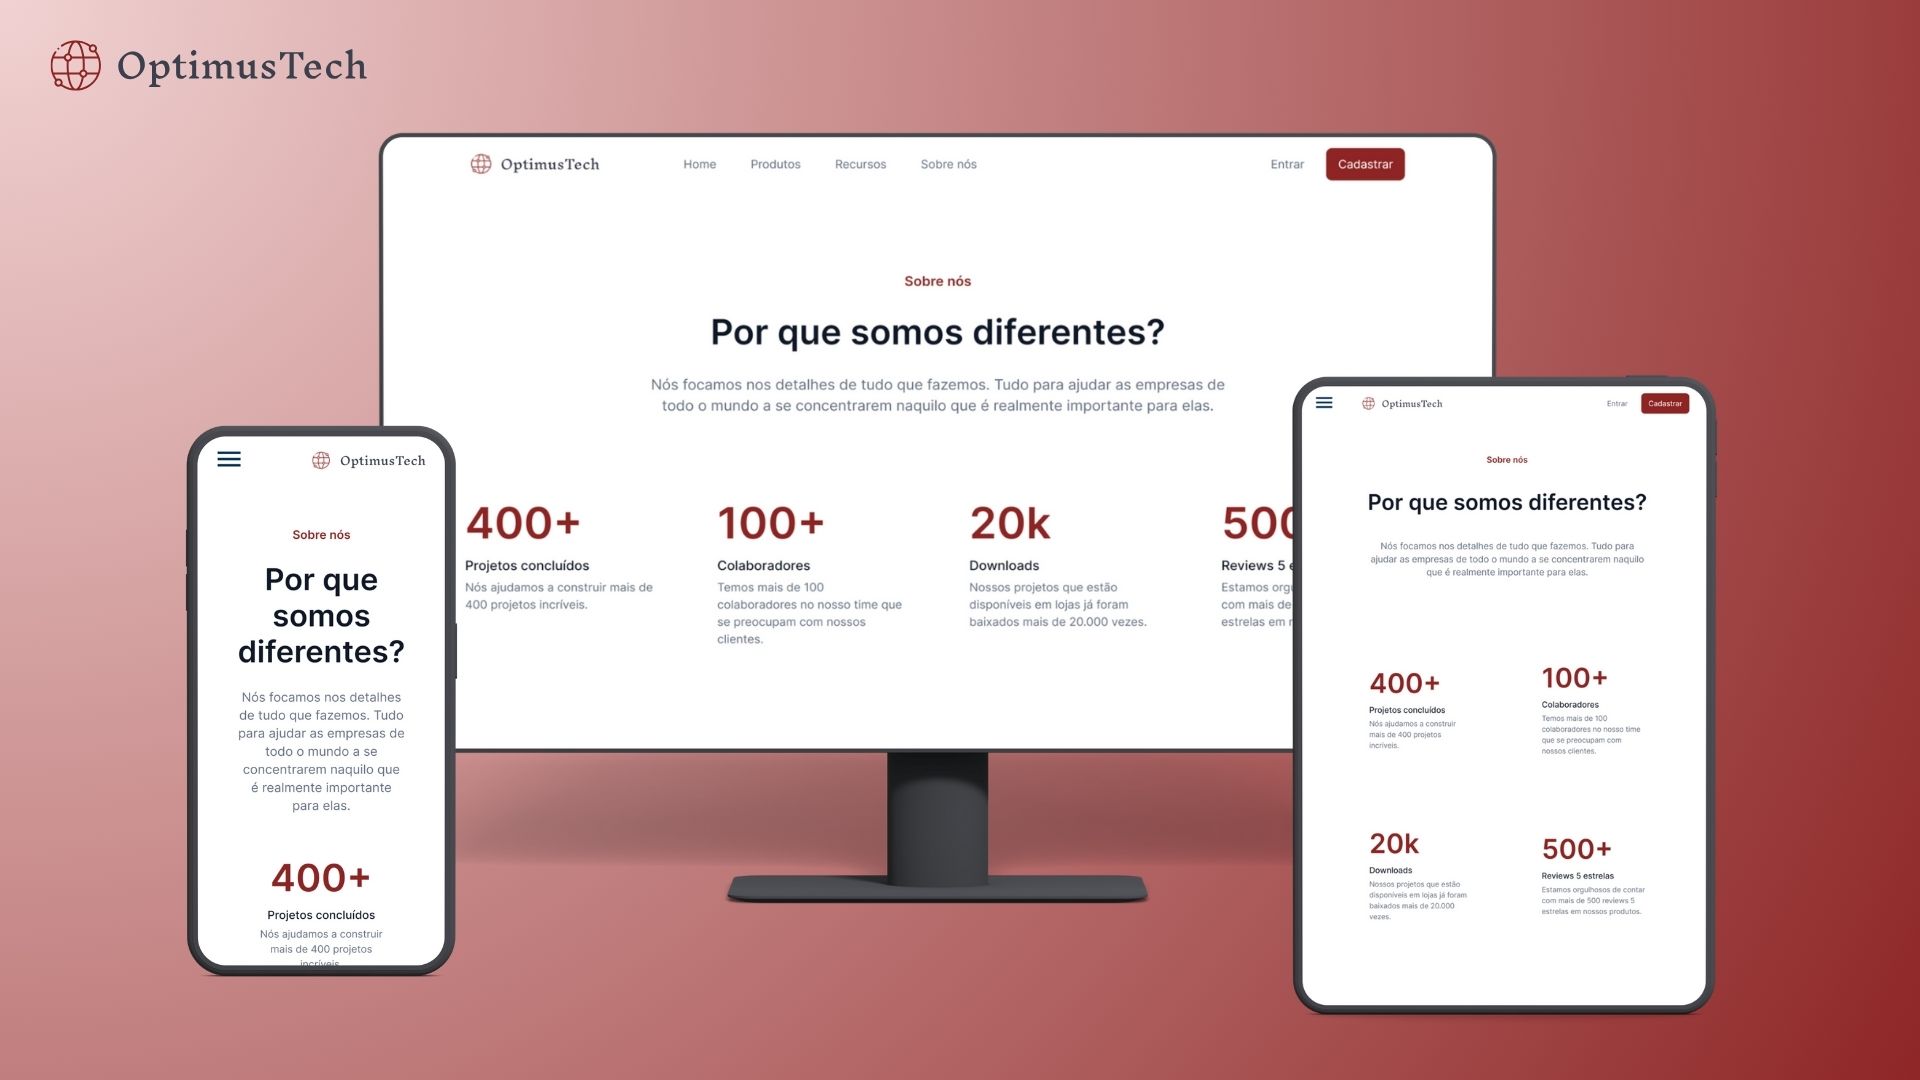 OptimusTech
OptimusTech
Home
Produtos
Recursos
Sobre nós
Entrar
Cadastrar
Sobre nós
Por que somos diferentes?
Nós focamos nos detalhes de tudo que fazemos. Tudo para ajudar as empresas de
todo o mundo a se concentrarem naquilo que é realmente importante para elas.
400+
Projetos concluídos
Nós ajudamos a construir mais de
400 projetos incríveis.
100+
Colaboradores
Temos mais de 100
colaboradores no nosso time que
se preocupam com nossos
clientes.
20k
Downloads
Nossos projetos que estão
disponíveis em lojas já foram
baixados mais de 20.000 vezes.
500
Reviews 5
Estamos
com mais de
estrelas em
OptimusTech
Sobre nós
Por que
somos
diferentes?
Nós focamos nos detalhes
de tudo que fazemos. Tudo
para ajudar as empresas de
todo o mundo a se
concentrarem naquilo que
é realmente importante
para elas.
400+
Projetos concluídos
Nós ajudamos a construir
mais de 400 projetos
incríveis.
OptimusTech
Entrar
Cadastrar
Sobre nós
Por que somos diferentes?
Nós focamos nos detalhes de tudo que fazemos. Tudo para
ajudar as empresas de todo o mundo a se concentrarem naquilo
que é realmente importante para elas.
400+
Projetos concluídos
Nós ajudamos a construir
mais de 400 projetos
incríveis.
100+
Colaboradores
Temos mais de 100
colaboradores no nosso time
que se preocupam com
nossos clientes.
20k
Downloads
Nossos projetos que estão
disponíveis em lojas já foram
baixados mais de 20.000
vezes.
500+
Reviews 5 estrelas
Estamos orgulhosos de contar
com mais de 500 reviews 5
estrelas em nossos produtos.